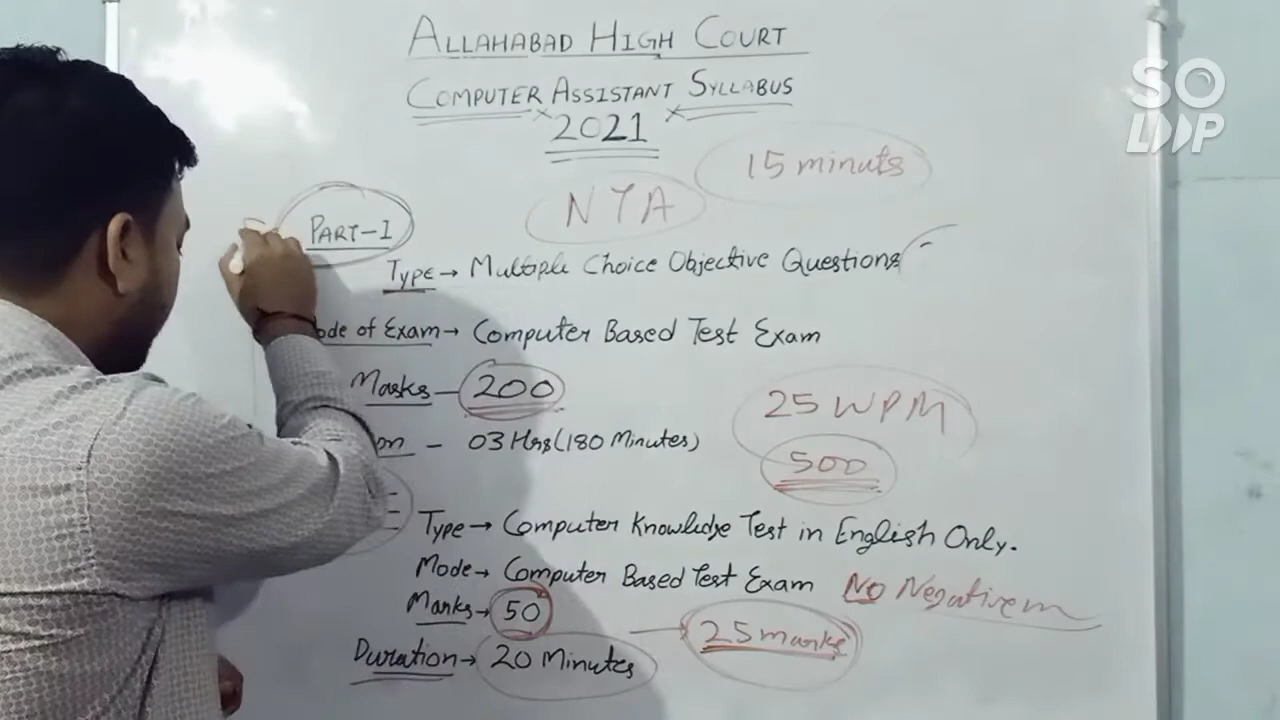 ALLAHABAD HIGH COURT
COMPUTER ASSISTANT SYLLABUS
2021
15 minuts
NTA
PART-I
TYPE → Multiple Choice Objective Questions
ode of Exam → Computer Based Test Exam
Marks - 200
25 WPM
on - 03 Hrs (180 Minutes)
500
Type → Computer Knowledge Test in English Only.
Mode → Computer Based Test Exam No Negative m
Marks → 50
25 marks
Duration → 20 Minutes
SO
LOOP